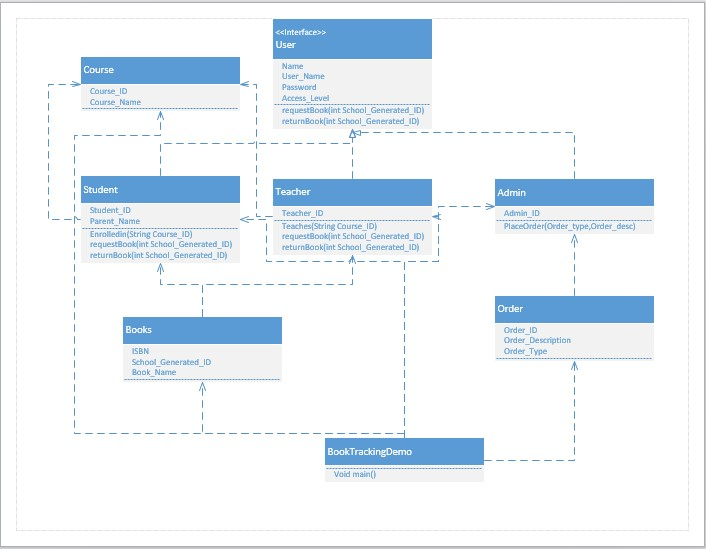 <<Interface>>
User
Name
User_Name
Password
Access_Level
requestBook(int School_Generated_ID)
returnBook(int School_Generated_ID)
Course
Course_ID
Course_Name
Student
Student_ID
Parent_Name
Enrolledin(String Course_ID)
requestBook(int School_Generated_ID)
returnBook(int School_Generated_ID)
Teacher
Teacher_ID
Teaches(String Course_ID)
requestBook(int School_Generated_ID)
returnBook(int School_Generated_ID)
Admin
Admin_ID
PlaceOrder(Order_type,Order_desc)
Books
ISBN
School_Generated_ID
Book_Name
Order
Order_ID
Order_Description
Order_Type
BookTrackingDemo
Void main()